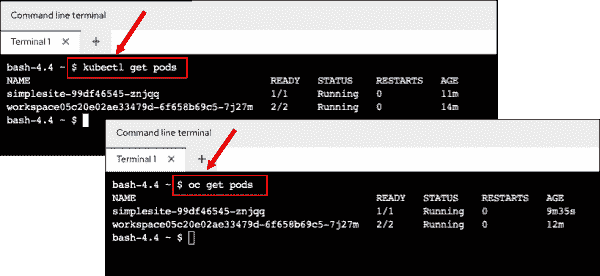 Command line terminal
Terminal 1 × +
bash-4.4 ~ $ kubectl get pods
NAME READY STATUS RESTARTS AGE
simplesite-99df46545-znjqq 1/1 Running 0 11m
workspace05c20e02ae33479d-6f658b69c5-7j27m 2/2 Running 0 14m
bash-4.4 ~ $
Command line terminal
Terminal 1 × +
bash-4.4 ~ $ oc get pods
NAME READY STATUS RESTARTS AGE
simplesite-99df46545-znjqq 1/1 Running 0 9m35s
workspace05c20e02ae33479d-6f658b69c5-7j27m 2/2 Running 0 12m
bash-4.4 ~ $